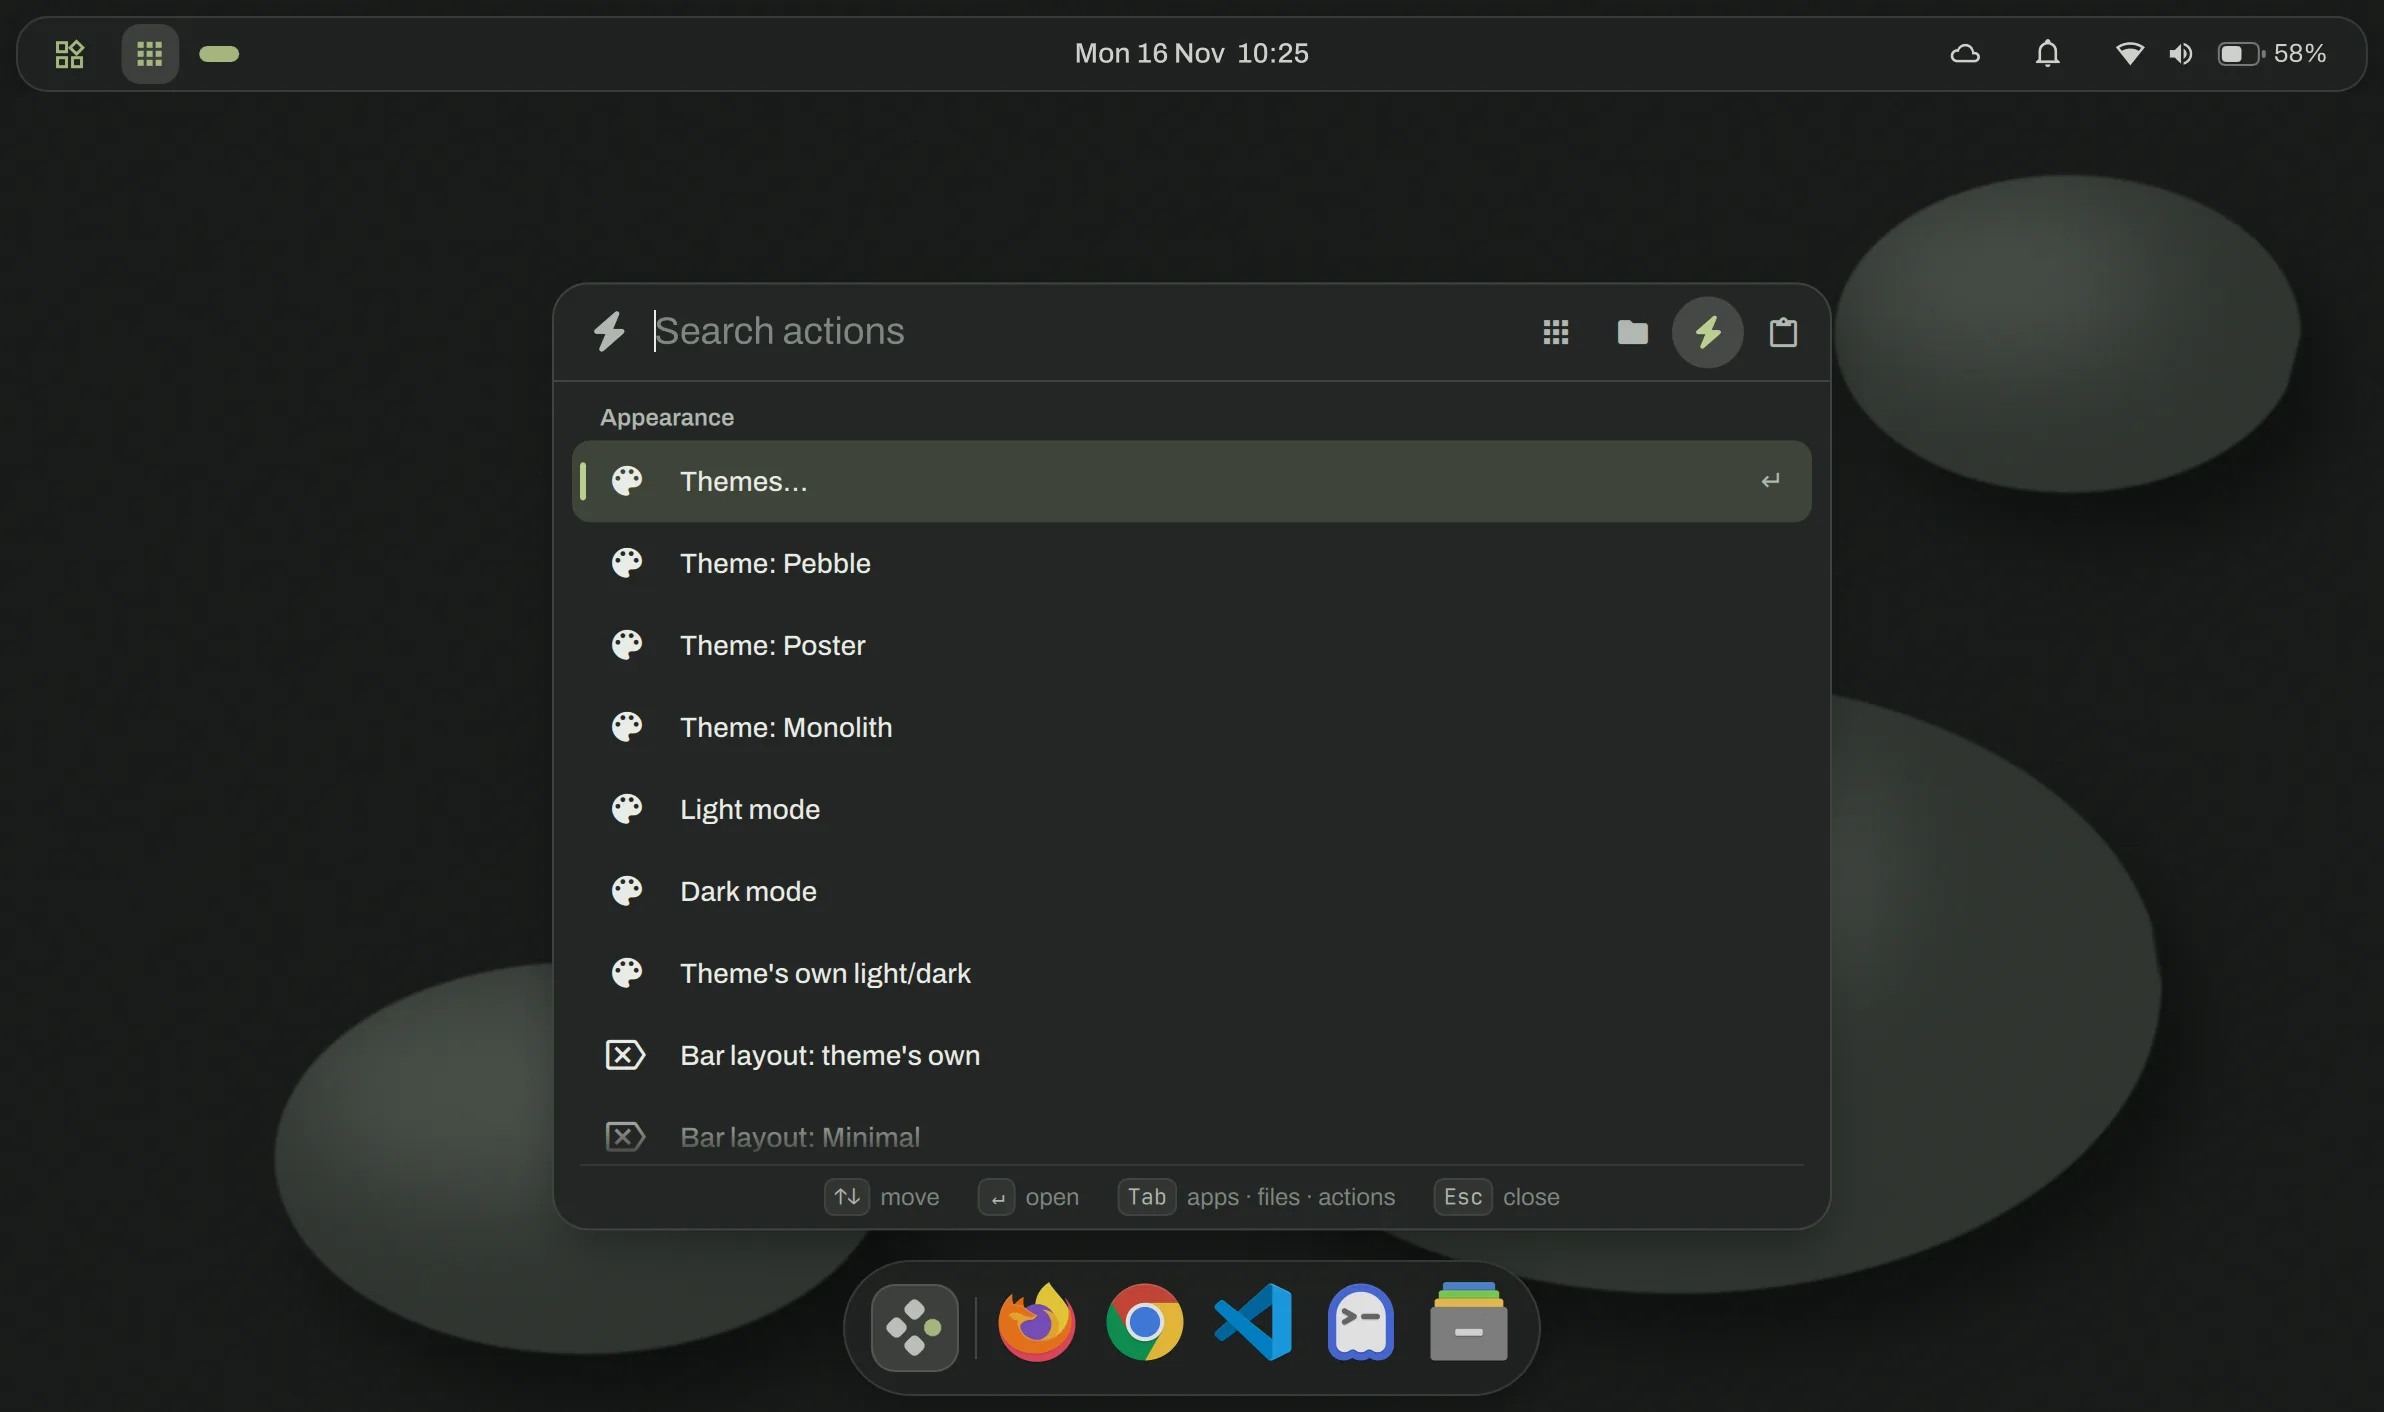 Mon 16 Nov 10:25
58%
Search actions
Appearance
Themes...
Theme: Pebble
Theme: Poster
Theme: Monolith
Light mode
Dark mode
Theme's own light/dark
Bar layout: theme's own
Bar layout: Minimal
↑↓ move ↵ open Tab apps · files · actions Esc close